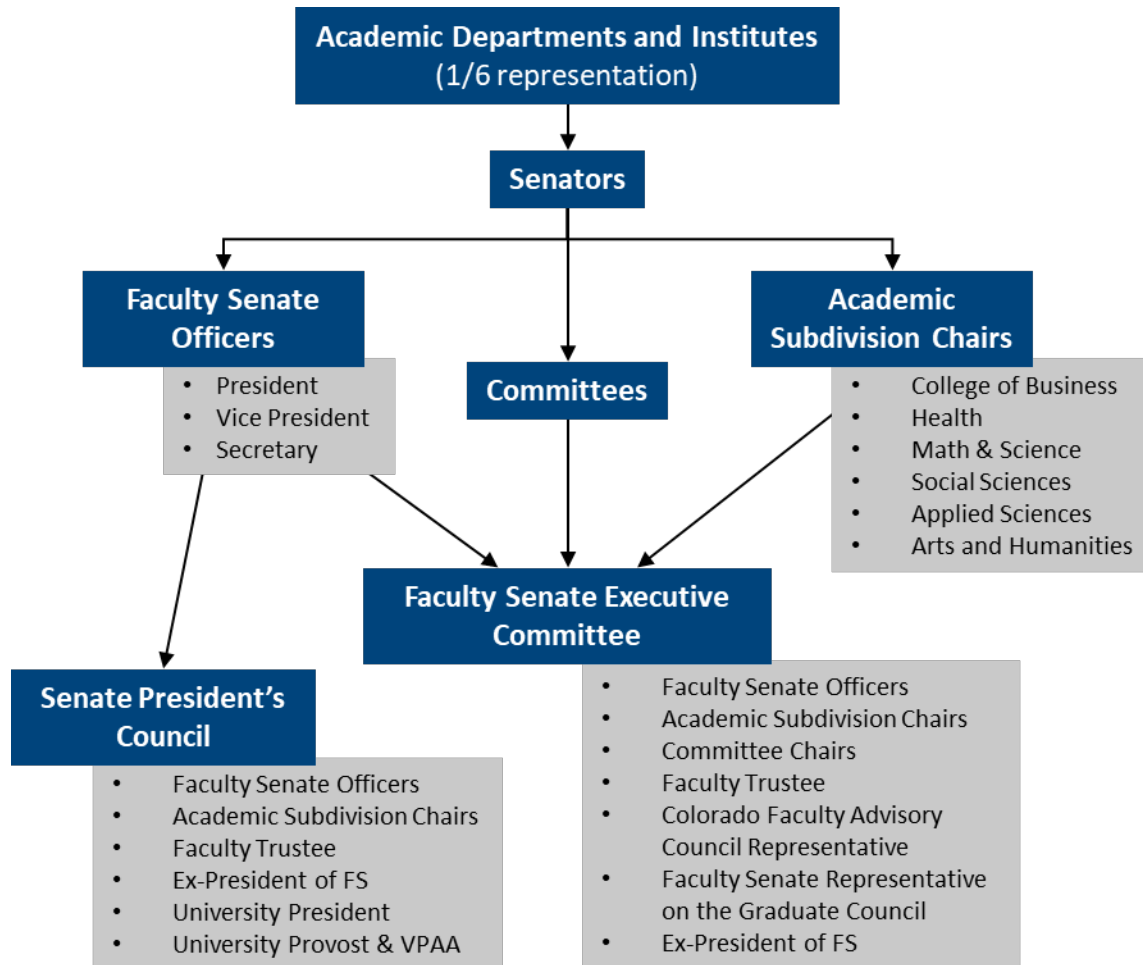 Academic Departments and Institutes
(1/6 representation)
Senators
Faculty Senate
Officers
• President
• Vice President
• Secretary
Committees
Academic
Subdivision Chairs
• College of Business
• Health
• Math & Science
• Social Sciences
• Applied Sciences
• Arts and Humanities
Faculty Senate Executive
Committee
• Faculty Senate Officers
• Academic Subdivision Chairs
• Committee Chairs
• Faculty Trustee
• Colorado Faculty Advisory
Council Representative
• Faculty Senate Representative
on the Graduate Council
• Ex-President of FS
Senate President’s
Council
• Faculty Senate Officers
• Academic Subdivision Chairs
• Faculty Trustee
• Ex-President of FS
• University President
• University Provost & VPAA